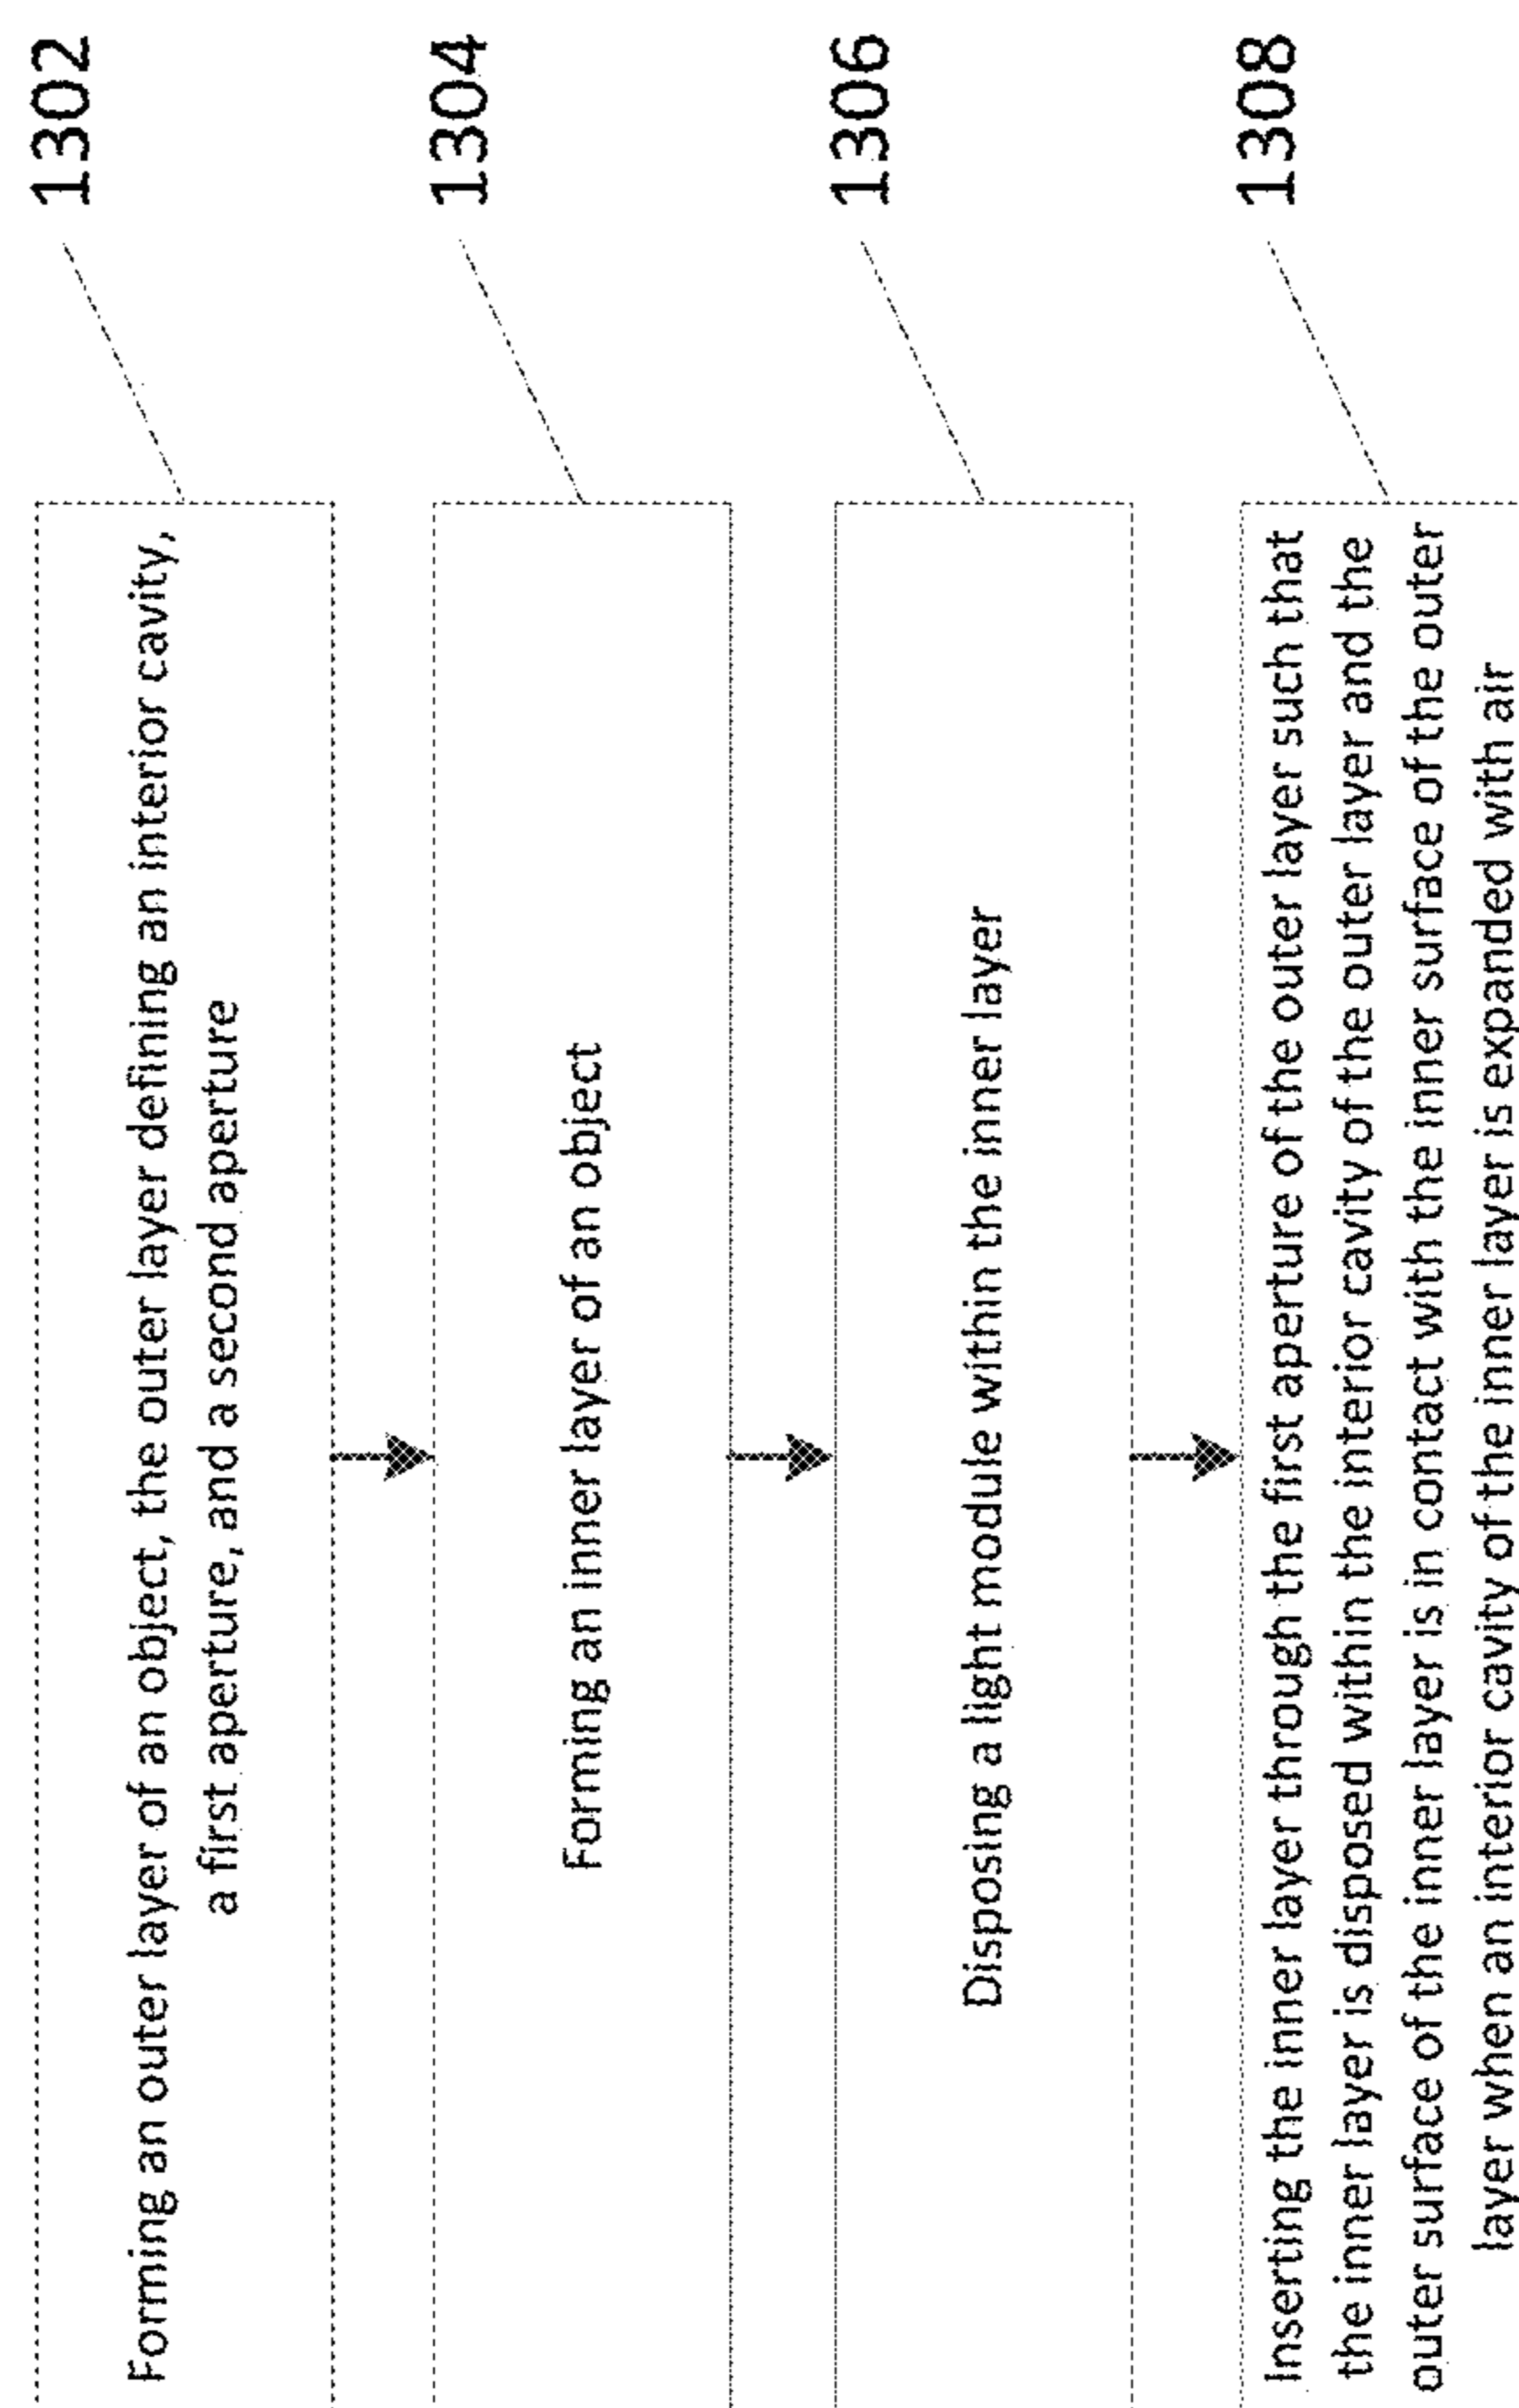 Forming an outer layer of an object, the outer layer defining an interior cavity,
a first aperture, and a second aperture
1302
Forming an inner layer of an object
1304
Disposing a light module within the inner layer
1306
Inserting the inner layer through the first aperture of the outer layer such that
the inner layer is disposed within the interior cavity of the outer layer and the
outer surface of the inner layer is in contact with the inner surface of the outer
layer when an interior cavity of the inner layer is expanded with air
1308